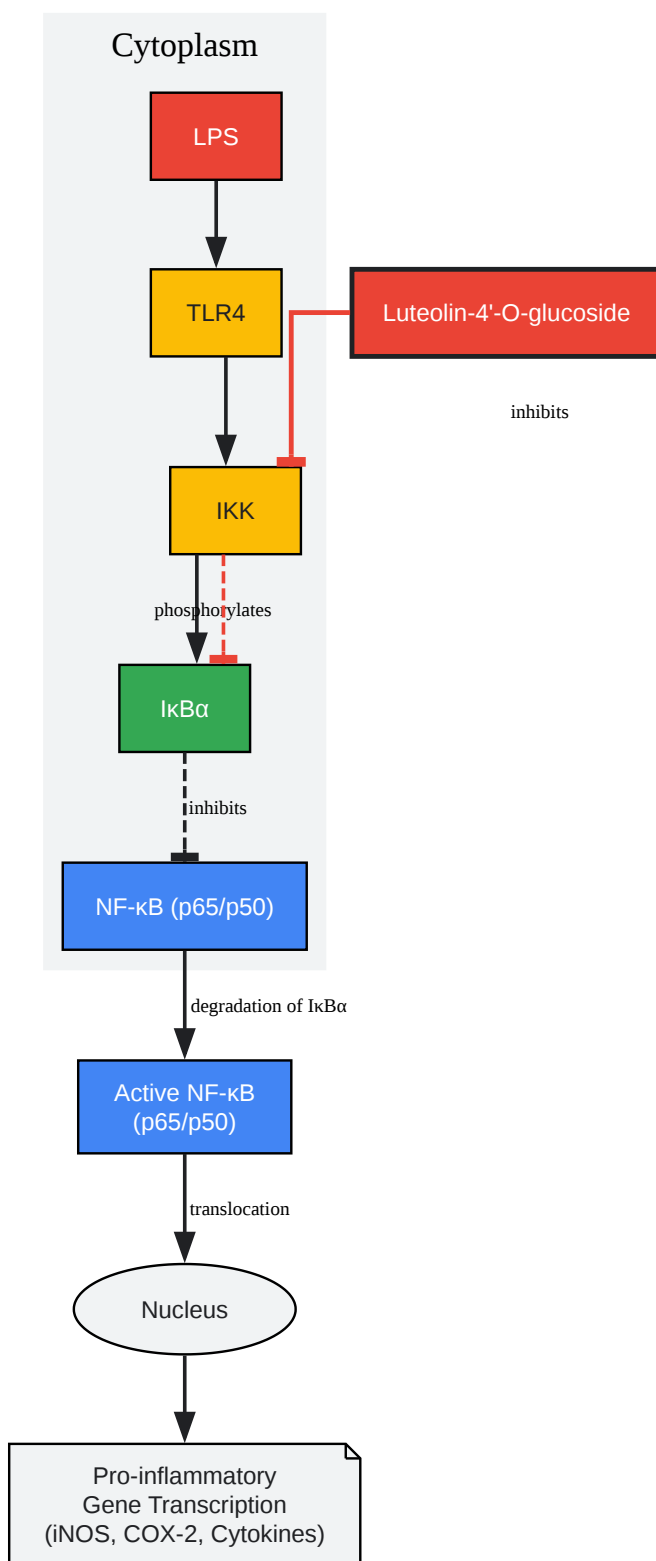 Cytoplasm
LPS
TLR4
Luteolin-4'-O-glucoside
inhibits
IKK
phosphorylates
IκBα
inhibits
NF-κB (p65/p50)
degradation of IκBα
Active NF-κB
(p65/p50)
translocation
Nucleus
Pro-inflammatory
Gene Transcription
(iNOS, COX-2, Cytokines)